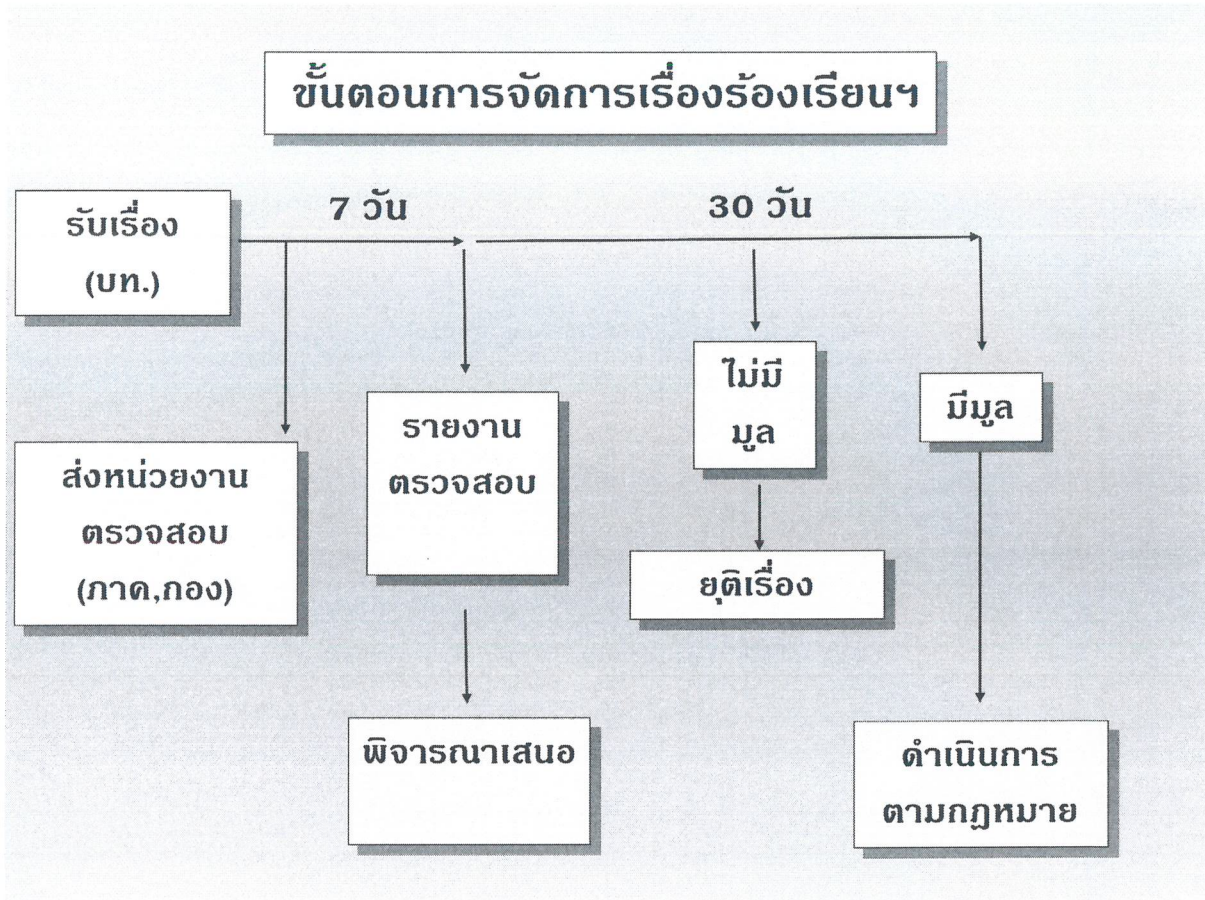 ขั้นตอนการจัดการเรื่องร้องเรียนฯ
รับเรื่อง
(บท.)
7 วัน
30 วัน
ส่งหน่วยงาน
ตรวจสอบ
(ภาค,กอง)
รายงาน
ตรวจสอบ
พิจารณาเสนอ
ไม่มี
มูล
ยุติเรื่อง
มีมูล
ดำเนินการ
ตามกฎหมาย